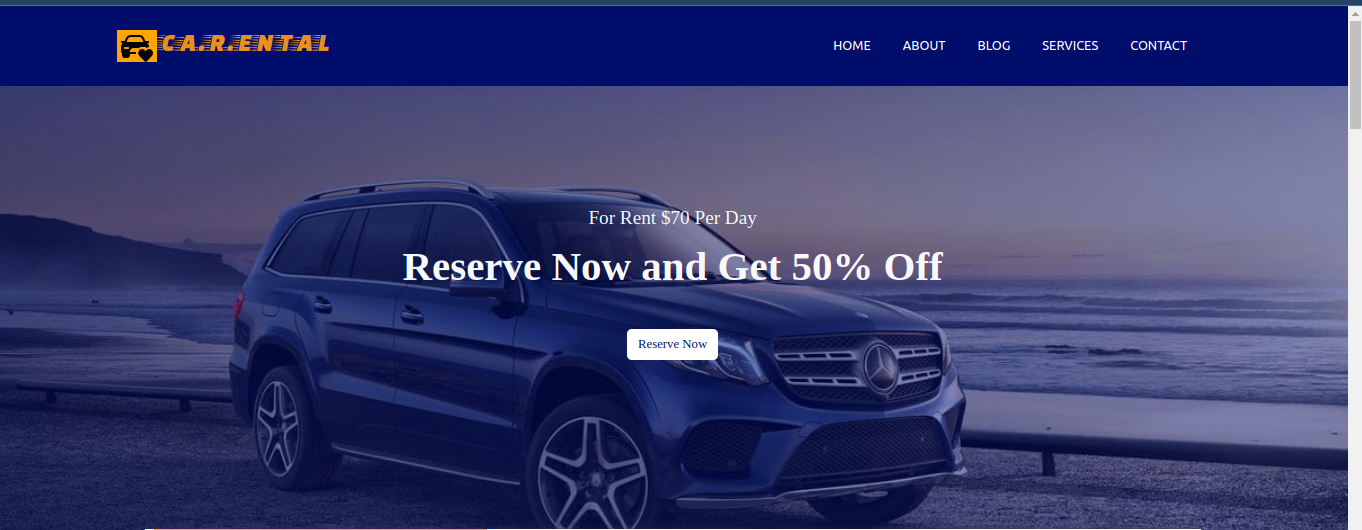 CA.R.ENTAL
HOME ABOUT BLOG SERVICES CONTACT
For Rent $70 Per Day
Reserve Now and Get 50% Off
Reserve Now